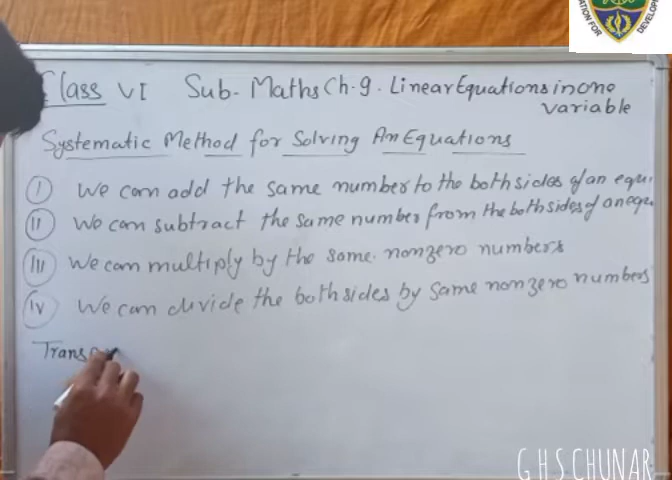 Class VI Sub- Maths Ch-9. Linear Equations in one
variable
Systematic Method for Solving An Equations
I We can add the same number to the both sides of an equ
II We can subtract the same number from the both sides of an equ
III We can multiply by the same nonzero numbers
IV We can divide the both sides by same nonzero numbers
Trans
G H S CHUNAR